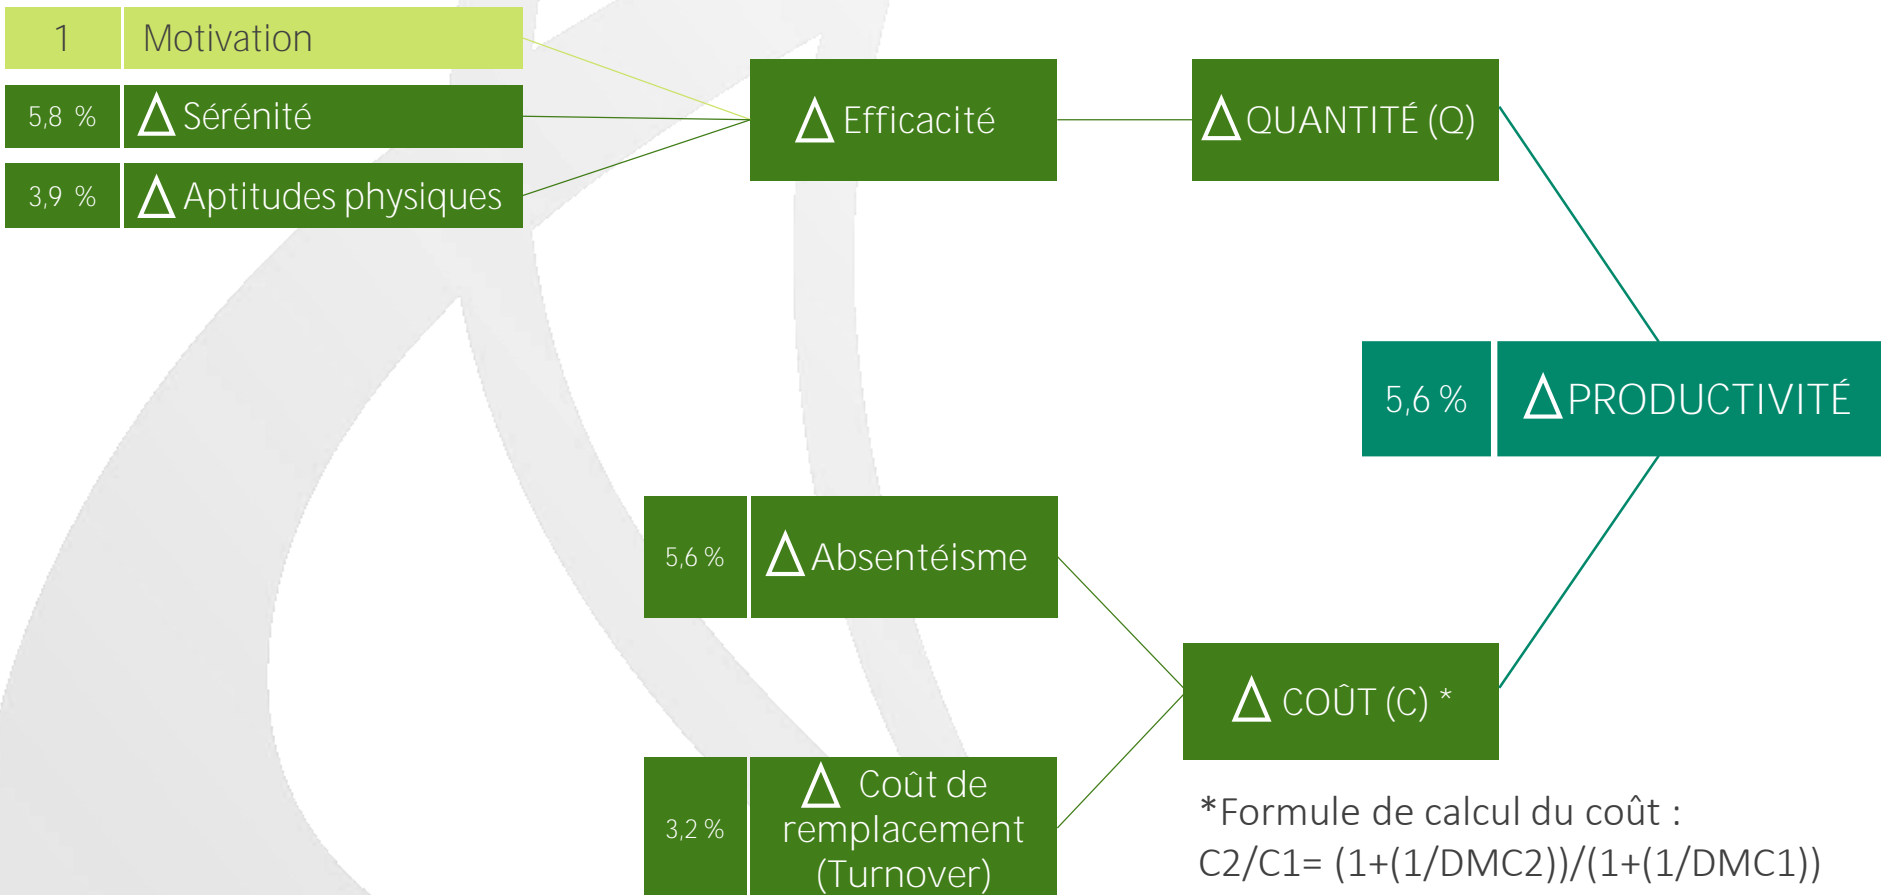 1 Motivation
5,8 % Δ Sérénité
3,9 % Δ Aptitudes physiques
Δ Efficacité
Δ QUANTITÉ (Q)
5,6 % Δ PRODUCTIVITÉ
5,6 % Δ Absentéisme
Δ COÛT (C) *
3,2 % Δ Coût de
remplacement
(Turnover)
*Formule de calcul du coût :
C2/C1= (1+(1/DMC2))/(1+(1/DMC1))